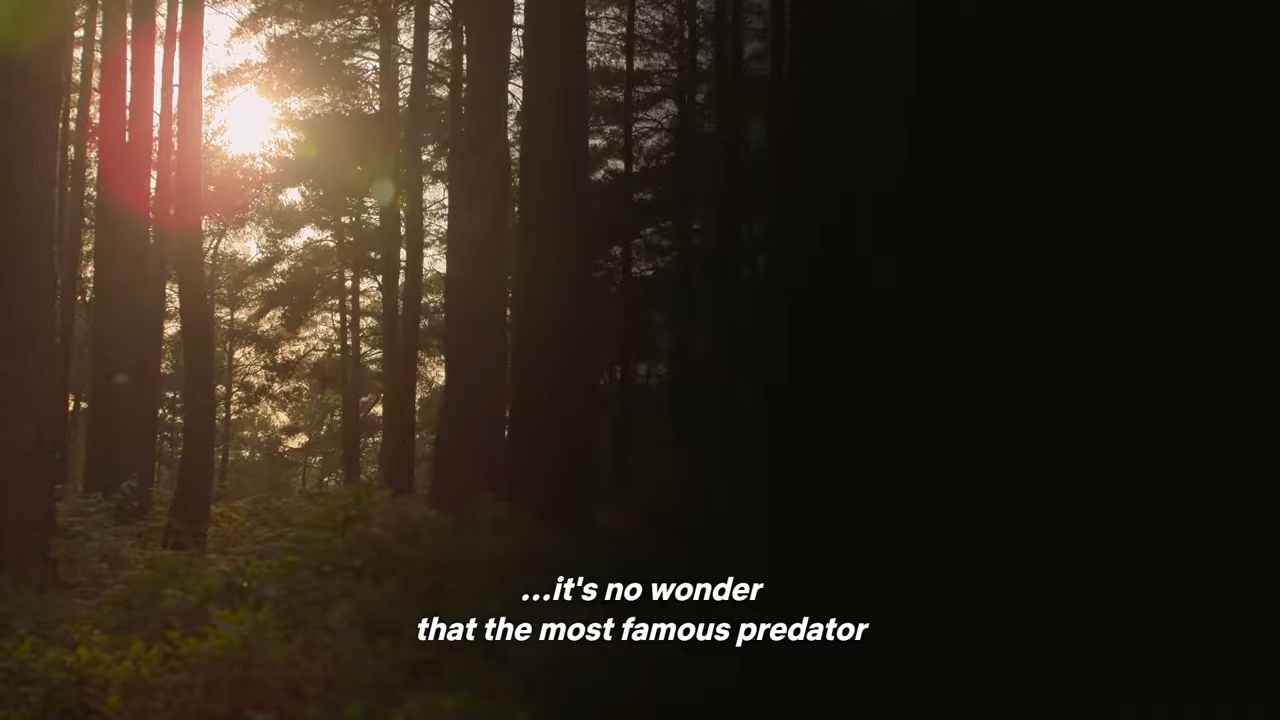 ...it's no wonder
that the most famous predator